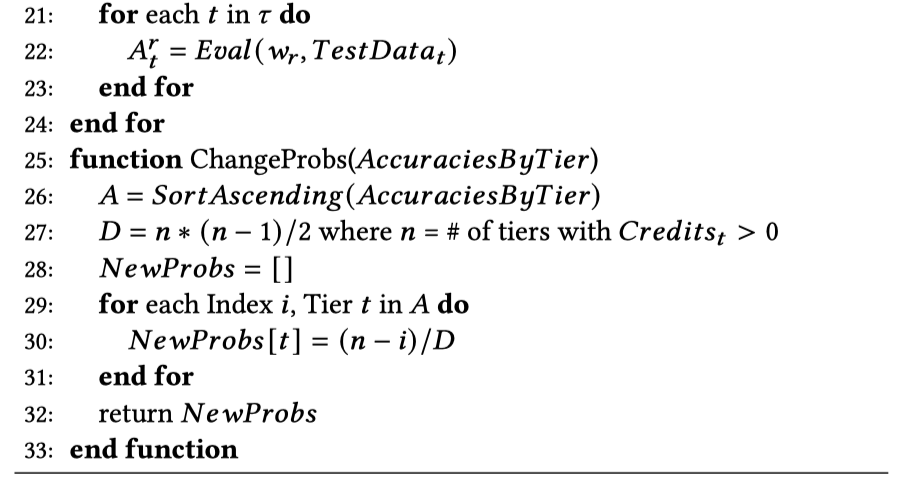 21: for each t in τ do
22: A_t^r = Eval(w_r, TestData_t)
23: end for
24: end for
25: function ChangeProbs(AccuraciesByTier)
26: A = SortAscending(AccuraciesByTier)
27: D = n ∗ (n − 1)/2 where n = # of tiers with Credits_t > 0
28: NewProbs = []
29: for each Index i, Tier t in A do
30: NewProbs[t] = (n − i)/D
31: end for
32: return NewProbs
33: end function